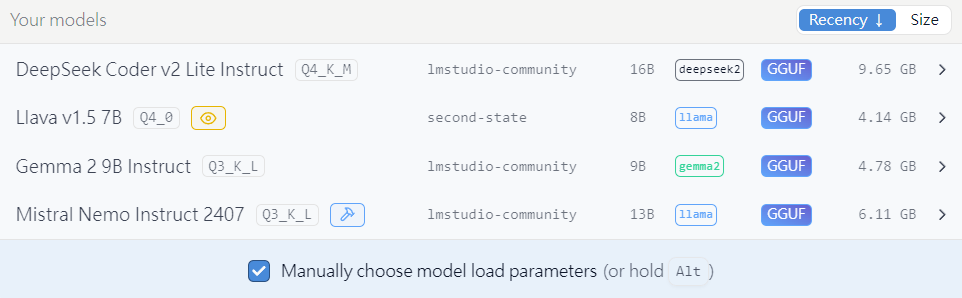 Your models Recency ↓ Size
DeepSeek Coder v2 Lite Instruct Q4_K_M lmstudio-community 16B deepseek2 GGUF 9.65 GB
Llava v1.5 7B Q4_0 second-state 8B llama GGUF 4.14 GB
Gemma 2 9B Instruct Q3_K_L lmstudio-community 9B gemma2 GGUF 4.78 GB
Mistral Nemo Instruct 2407 Q3_K_L lmstudio-community 13B llama GGUF 6.11 GB
Manually choose model load parameters (or hold Alt)